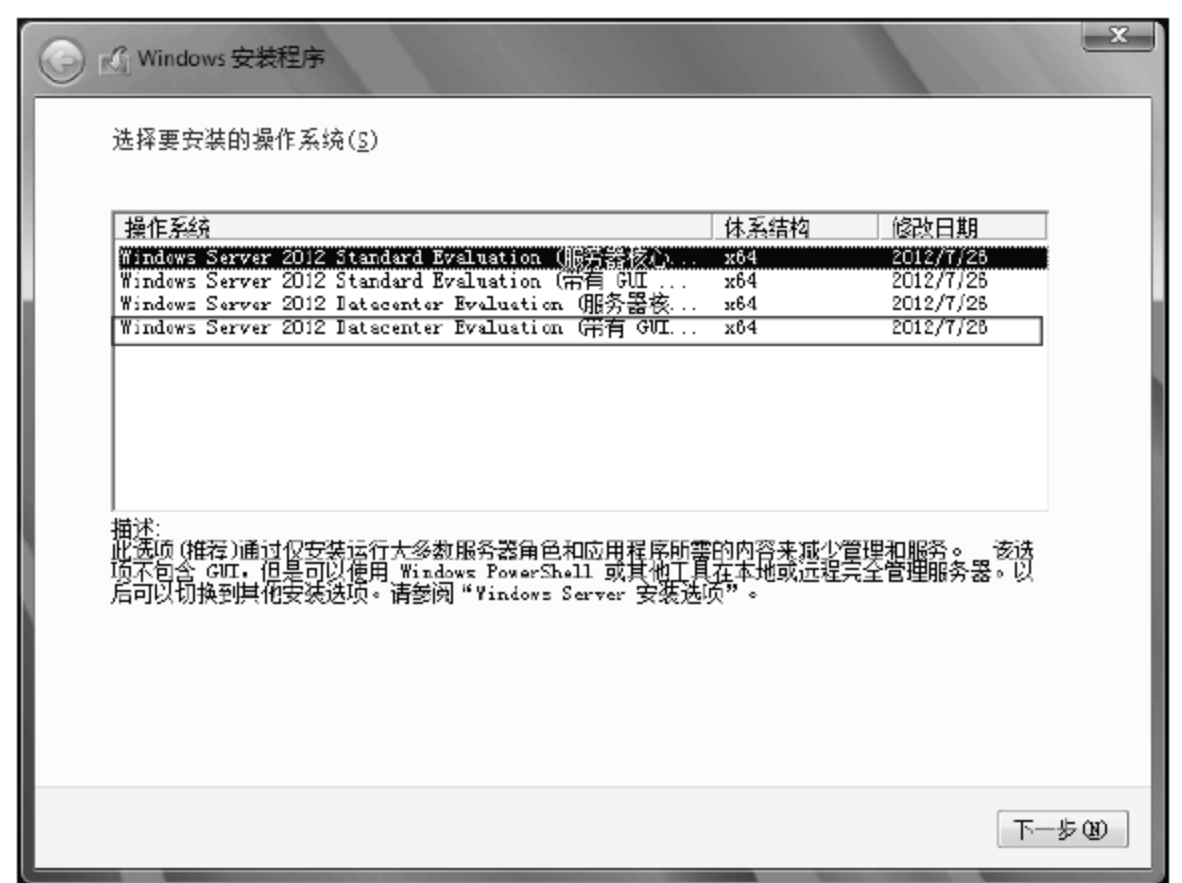 Windows 安装程序
选择要安装的操作系统(S)
操作系统 体系结构 修改日期
Windows Server 2012 Standard Evaluation (服务器核心... x64 2012/7/26
Windows Server 2012 Standard Evaluation (带有 GUI ... x64 2012/7/26
Windows Server 2012 Datacenter Evaluation (服务器核... x64 2012/7/26
Windows Server 2012 Datacenter Evaluation (带有 GUI... x64 2012/7/26
描述:
此选项(推荐)通过仅安装运行大多数服务器角色和应用程序所需的内容来减少管理和服务。 该选
项不包含 GUI，但是可以使用 Windows PowerShell 或其他工具在本地或远程完全管理服务器。以
后可以切换到其他安装选项。请参阅“Windows Server 安装选项”。
下一步(N)